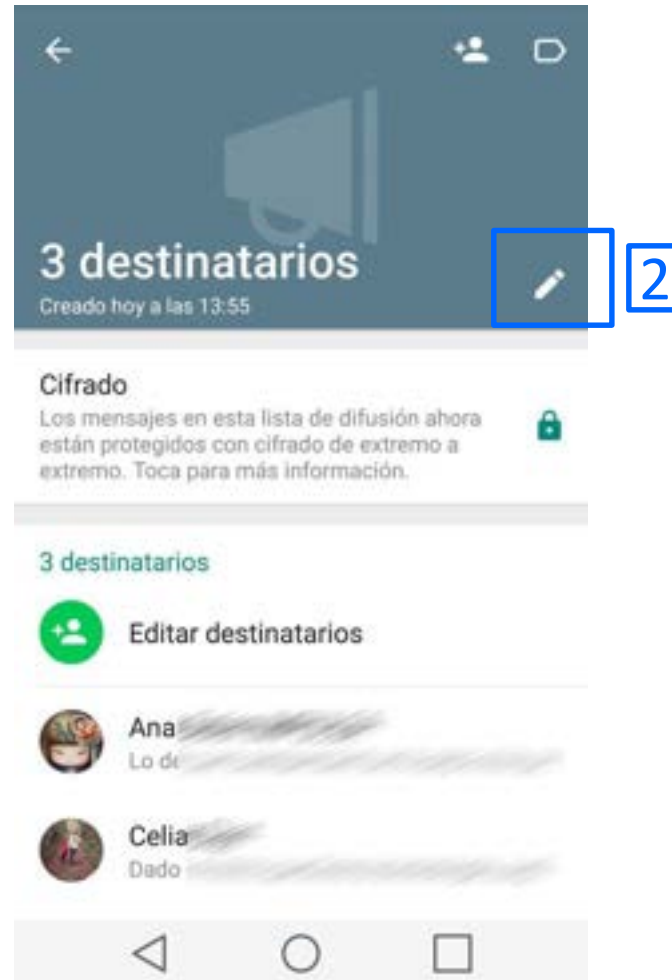 3 destinatarios
Creado hoy a las 13:55
2
Cifrado
Los mensajes en esta lista de difusión ahora
están protegidos con cifrado de extremo a
extremo. Toca para más información.
3 destinatarios
Editar destinatarios
Ana
Lo
Celia
Dado